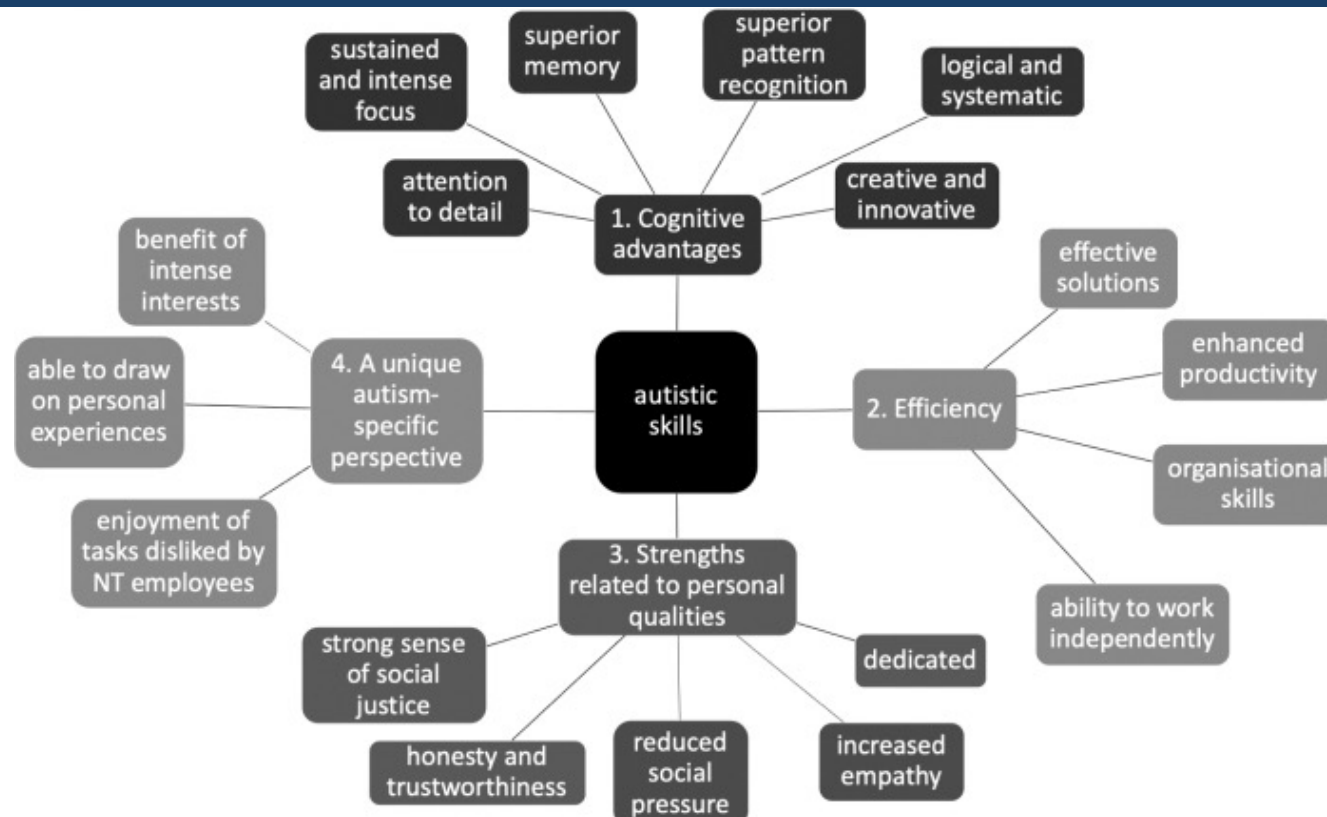 sustained
and intense
focus
superior
memory
superior
pattern
recognition
logical and
systematic
attention
to detail
creative and
innovative
1. Cognitive
advantages
benefit of
intense
interests
able to draw
on personal
experiences
enjoyment of
tasks disliked by
NT employees
4. A unique
autism-
specific
perspective
autistic
skills
2. Efficiency
effective
solutions
enhanced
productivity
organisational
skills
ability to work
independently
3. Strengths
related to personal
qualities
strong sense
of social
justice
honesty and
trustworthiness
reduced
social
pressure
increased
empathy
dedicated